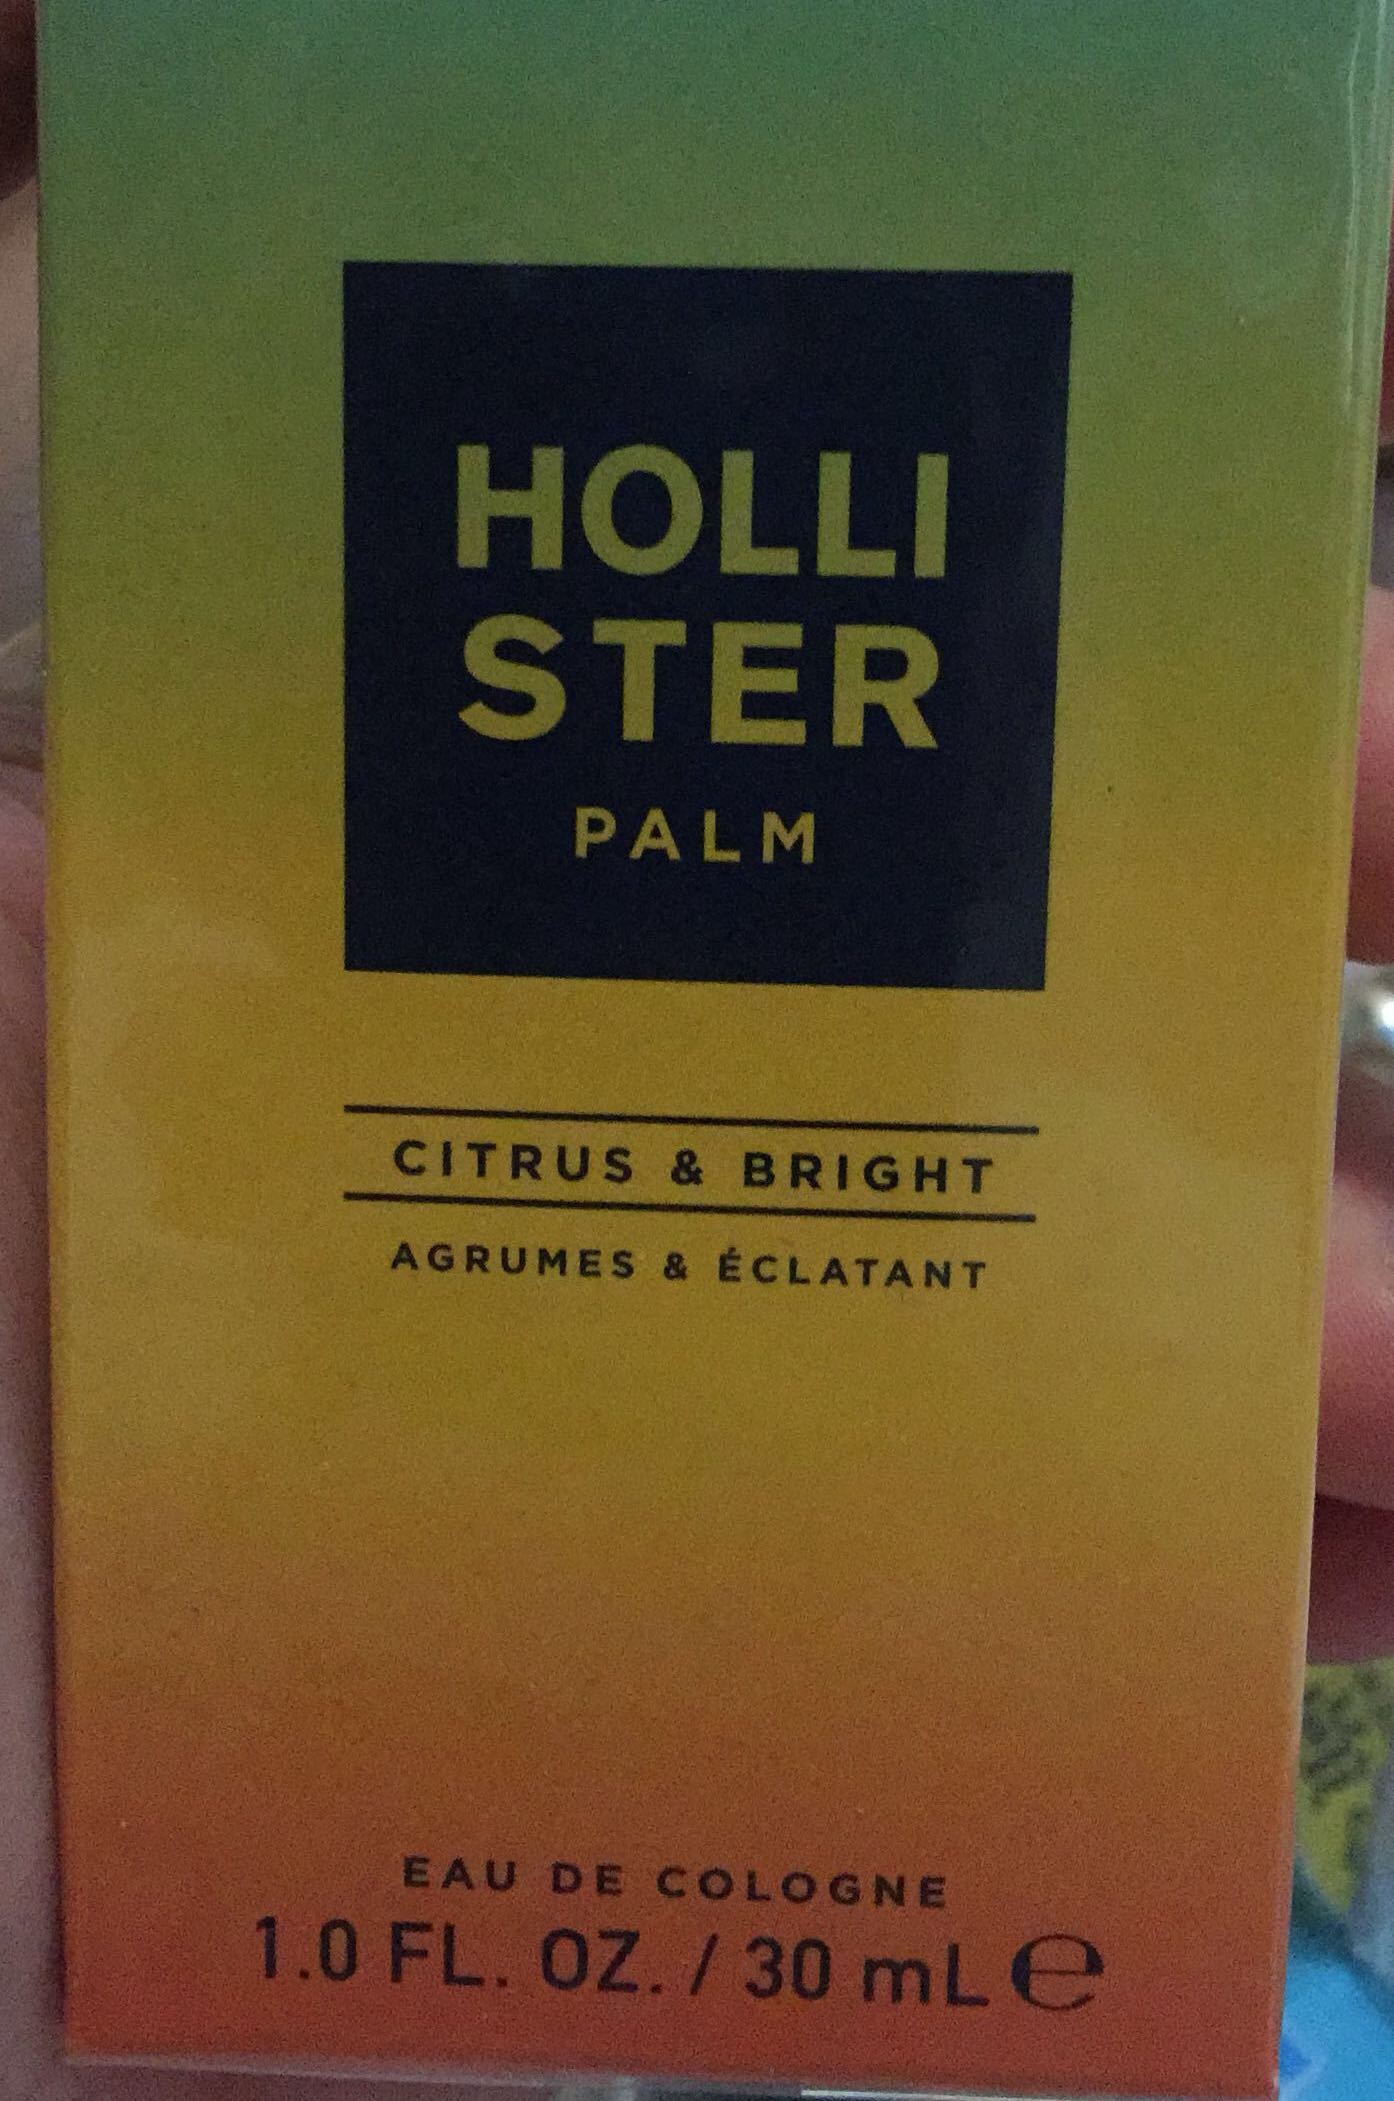 HOLLI
STER
PALM
CITRUS & BRIGHT
AGRUMES & ÉCLATANT
EAU DE COLOGNE
1.0 FL. OZ. / 30 mL ℮